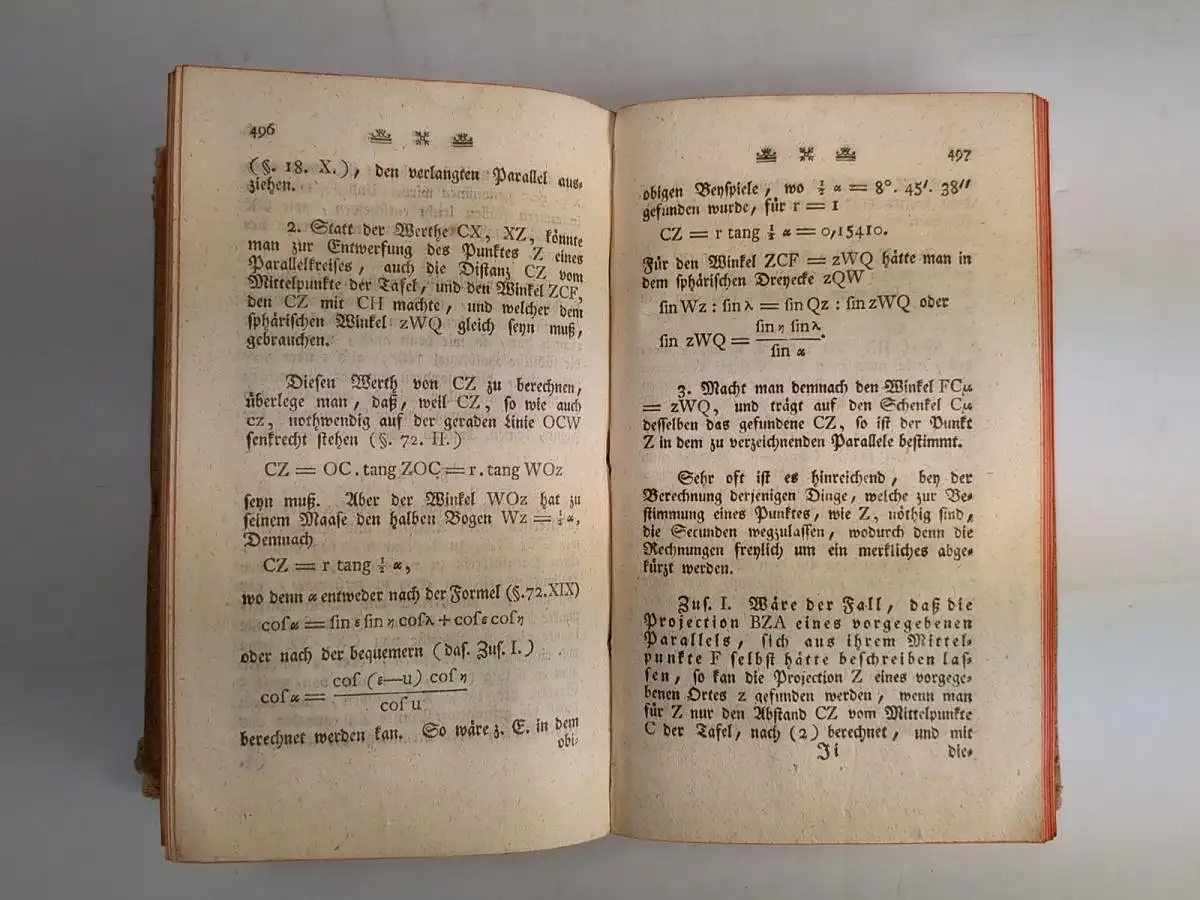 496
(§. 18. X.), den verlangten Parallel aus-
ziehen.
2. Statt der Werthe CX, XZ, könnte
man zur Entwerfung des Punktes Z eines
Parallelkreises, auch die Distanz CZ vom
Mittelpunkte der Tafel, und den Winkel ZCF,
den CZ mit CH machte, und welcher dem
sphärischen Winkel zWQ gleich seyn muß,
gebrauchen.
Diesen Werth von CZ zu berechnen,
überlege man, daß, weil CZ, so wie auch
cz, nothwendig auf der geraden Linie OCW
senkrecht stehen (§. 72. II.)
CZ = OC.tang ZOC = r.tang WOz
seyn muß. Aber der Winkel WOz hat zu
seinem Maaße den halben Bogen Wz = ½ α,
Demnach
CZ = r tang ½ α,
wo denn α entweder nach der Formel (§.72.XIX)
coſ α = ſin ε ſin η coſ λ + coſ ε coſ η
oder nach der bequemern (daſ. Zuſ. I.)
coſ α = coſ (ε—u) coſ η / coſ u
berechnet werden kan. So wäre z. E. in dem
obi-
497
obigen Beyspiele, wo ½ α = 8°. 45′. 38″
gefunden wurde, für r = 1
CZ = r tang ½ α = 0,15410.
Für den Winkel ZCF = zWQ hätte man in
dem sphärischen Dreyecke zQW
ſin Wz : ſin λ = ſin Qz : ſin zWQ oder
ſin zWQ = ſin η ſin λ / ſin α.
3. Macht man demnach den Winkel FCμ
= zWQ, und trägt auf den Schenkel Cμ
desselben das gefundene CZ, so ist der Punkt
Z in dem zu verzeichnenden Parallele bestimmt.
Sehr oft ist es hinreichend, bey der
Berechnung derjenigen Dinge, welche zur Be-
stimmung eines Punktes, wie Z, nöthig sind,
die Secunden wegzulassen, wodurch denn die
Rechnungen freylich um ein merkliches abge-
kürzt werden.
Zus. I. Wäre der Fall, daß die
Projection BZA eines vorgegebenen
Parallels, sich aus ihrem Mittel-
punkte F selbst hätte beschreiben las-
sen, so kan die Projection Z eines vorgege-
benen Ortes z gefunden werden, wenn man
für Z nur den Abstand CZ vom Mittelpunkte
C der Tafel, nach (2) berechnet, und mit
Ii
die-